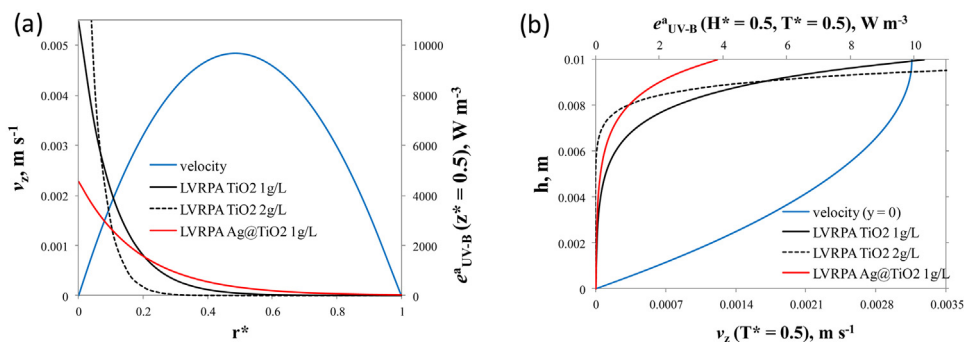 (a)
0.005
0.004
0.003
0.002
0.001
0
v_z, m s⁻¹
velocity
LVRPA TiO2 1g/L
LVRPA TiO2 2g/L
LVRPA Ag@TiO2 1g/L
10000
8000
6000
4000
2000
0
eᵃ_UV-B (z* = 0.5), W m⁻³
0 0.2 0.4 0.6 0.8 1
r*
(b)
eᵃ_UV-B (H* = 0.5, T* = 0.5), W m⁻³
0 2 4 6 8 10
0.01
0.008
0.006
0.004
0.002
0
h, m
velocity (y = 0)
LVRPA TiO2 1g/L
LVRPA TiO2 2g/L
LVRPA Ag@TiO2 1g/L
0 0.0007 0.0014 0.0021 0.0028 0.0035
v_z (T* = 0.5), m s⁻¹